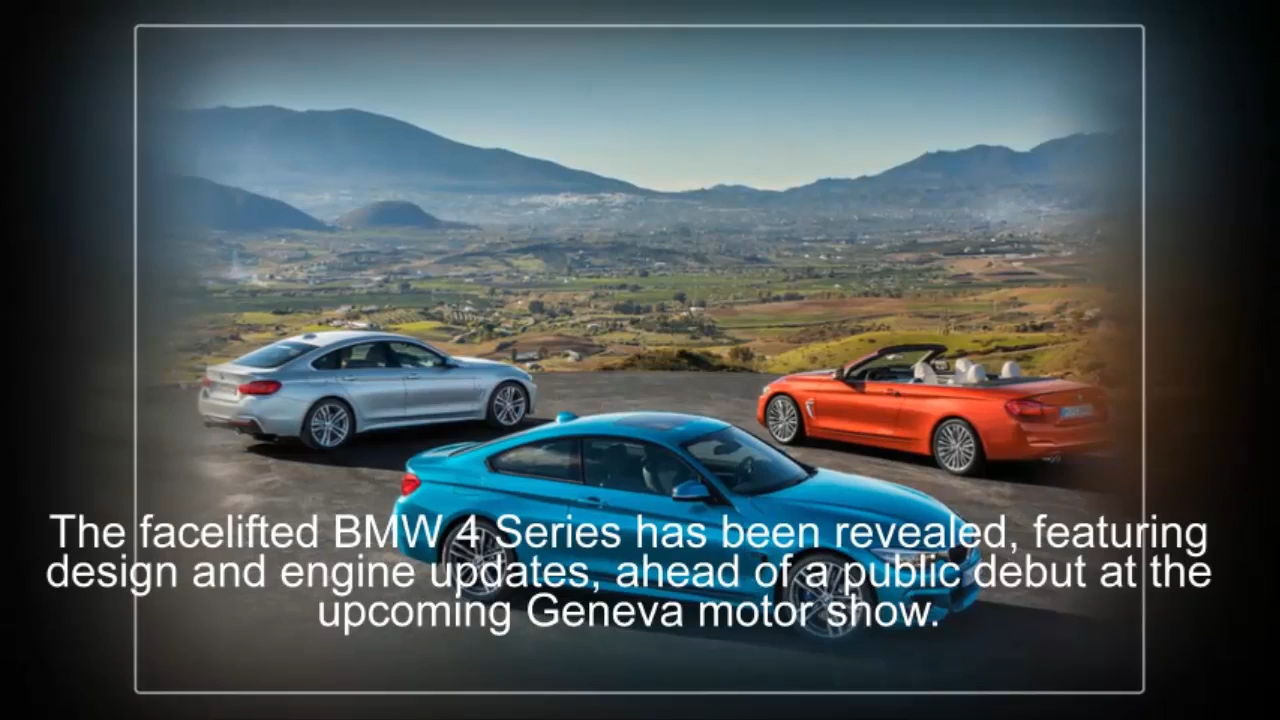 The facelifted BMW 4 Series has been revealed, featuring
design and engine updates, ahead of a public debut at the
upcoming Geneva motor show.